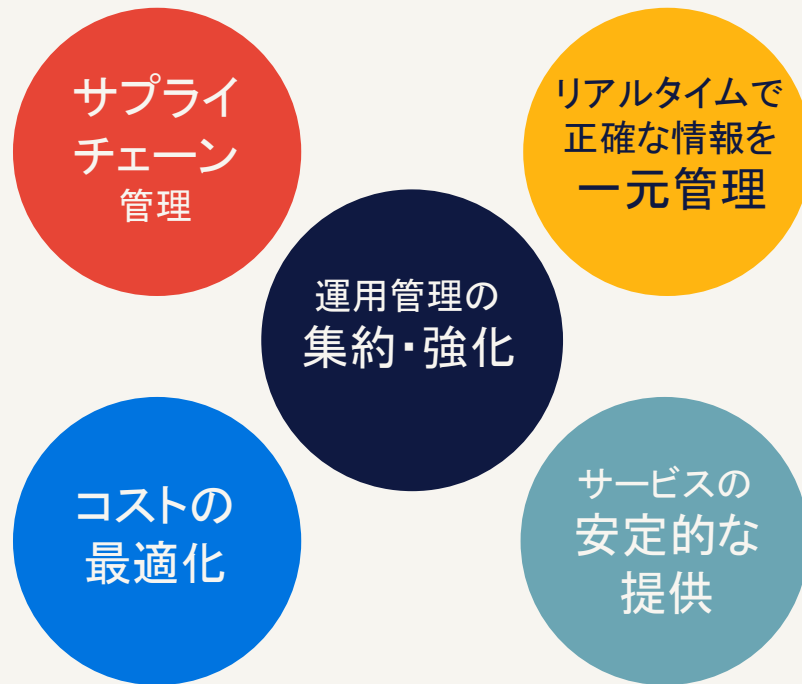 サプライ
チェーン
管理
リアルタイムで
正確な情報を
一元管理
運用管理の
集約・強化
コストの
最適化
サービスの
安定的な
提供